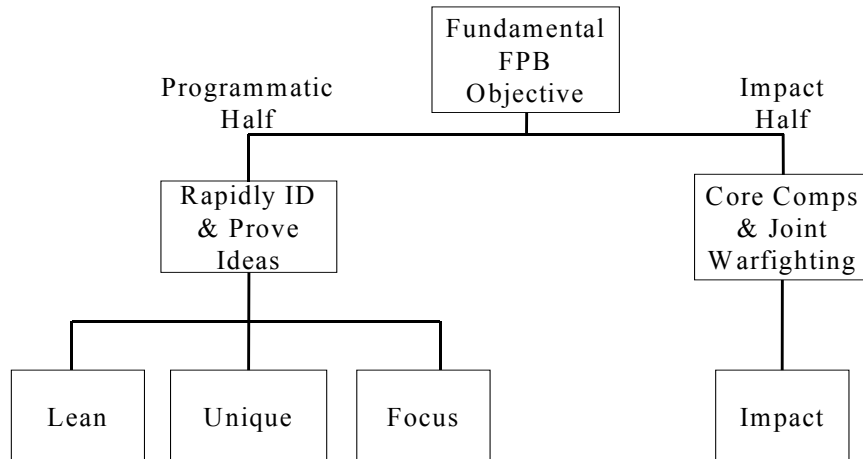 Fundamental
FPB
Objective
Programmatic
Half
Impact
Half
Rapidly ID
& Prove
Ideas
Core Comps
& Joint
Warfighting
Lean
Unique
Focus
Impact